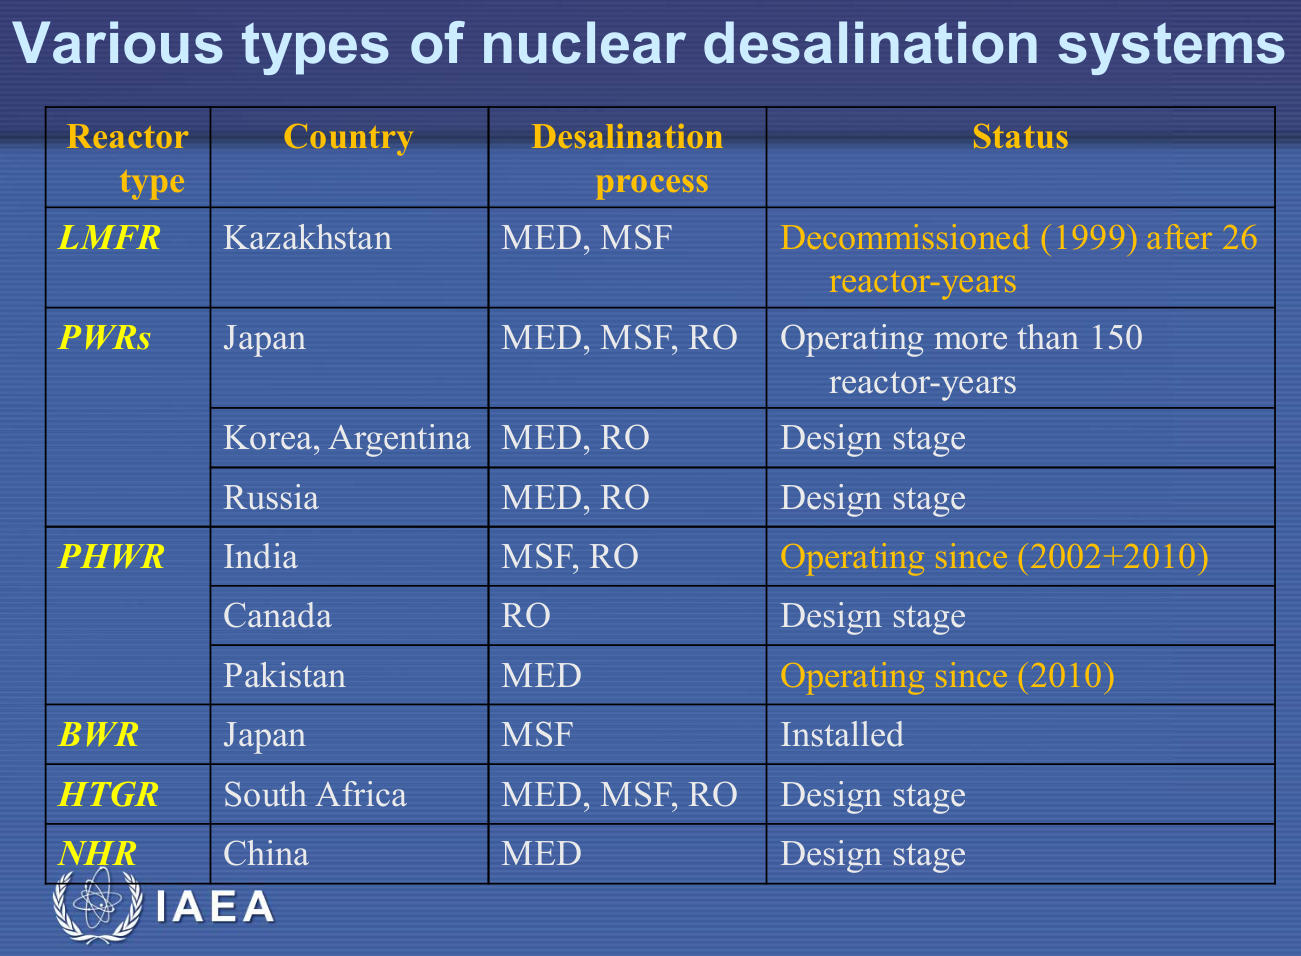 Various types of nuclear desalination systems
Reactor type Country Desalination process Status
LMFR Kazakhstan MED, MSF Decommissioned (1999) after 26 reactor-years
PWRs Japan MED, MSF, RO Operating more than 150 reactor-years
Korea, Argentina MED, RO Design stage
Russia MED, RO Design stage
PHWR India MSF, RO Operating since (2002+2010)
Canada RO Design stage
Pakistan MED Operating since (2010)
BWR Japan MSF Installed
HTGR South Africa MED, MSF, RO Design stage
NHR China MED Design stage
IAEA